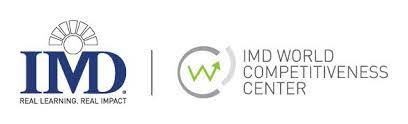 IMD®
REAL LEARNING. REAL IMPACT
IMD WORLD
COMPETITIVENESS
CENTER